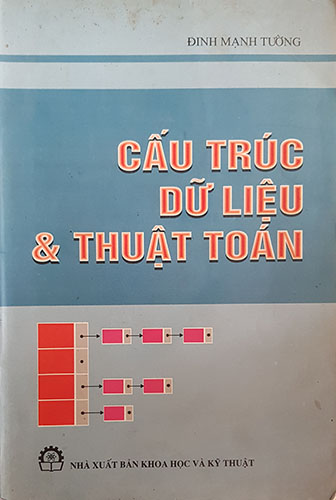 ĐINH MẠNH TƯỜNG
CẤU TRÚC
DỮ LIỆU
& THUẬT TOÁN
NHÀ XUẤT BẢN KHOA HỌC VÀ KỸ THUẬT